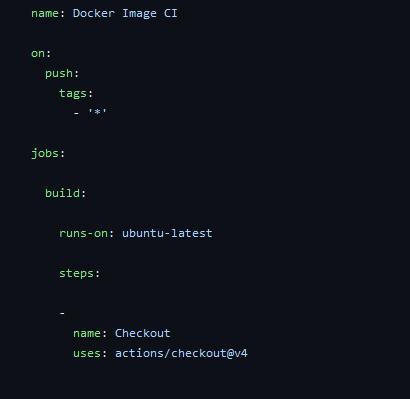 name: Docker Image CI
on:
  push:
    tags:
      - '*'
jobs:
  build:
    runs-on: ubuntu-latest
    steps:
    -
      name: Checkout
      uses: actions/checkout@v4